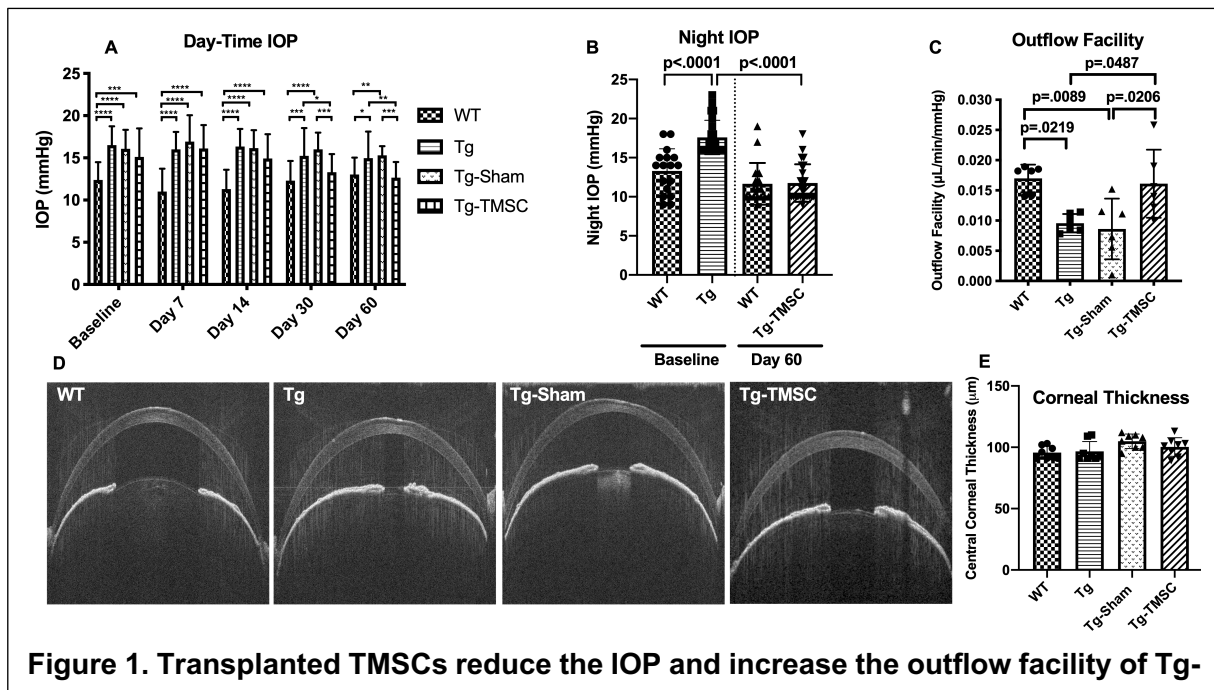 A
Day-Time IOP
IOP (mmHg)
25
20
15
10
5
0
***
****
****
****
****
****
****
****
****
****
*
***
***
**
**
*
***
Baseline
Day 7
Day 14
Day 30
Day 60
WT
Tg
Tg-Sham
Tg-TMSC
B
Night IOP
p<.0001
p<.0001
Night IOP (mmHg)
25
20
15
10
5
0
WT
Tg
WT
Tg-TMSC
Baseline
Day 60
C
Outflow Facility
p=.0487
p=.0089
p=.0206
p=.0219
Outflow Facility (µL/min/mmHg)
0.030
0.025
0.020
0.015
0.010
0.005
0.000
WT
Tg
Tg-Sham
Tg-TMSC
D
WT
Tg
Tg-Sham
Tg-TMSC
E
Corneal Thickness
Central Corneal Thickness (µm)
150
100
50
0
WT
Tg
Tg-Sham
Tg-TMSC
Figure 1. Transplanted TMSCs reduce the IOP and increase the outflow facility of Tg-